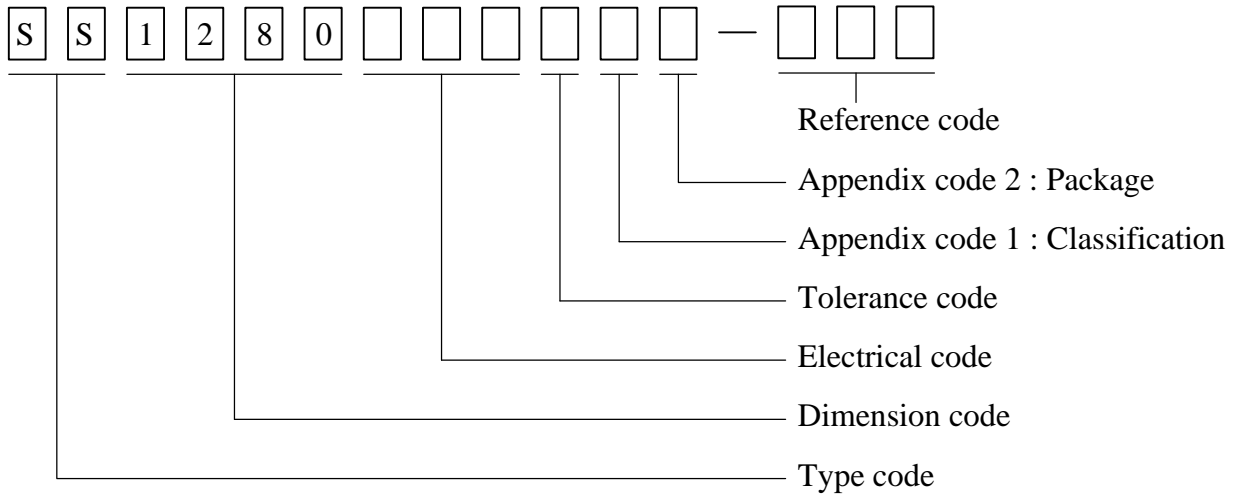 S S 1 2 8 0 □ □ □ □ □ □ — □ □ □
Reference code
Appendix code 2 : Package
Appendix code 1 : Classification
Tolerance code
Electrical code
Dimension code
Type code